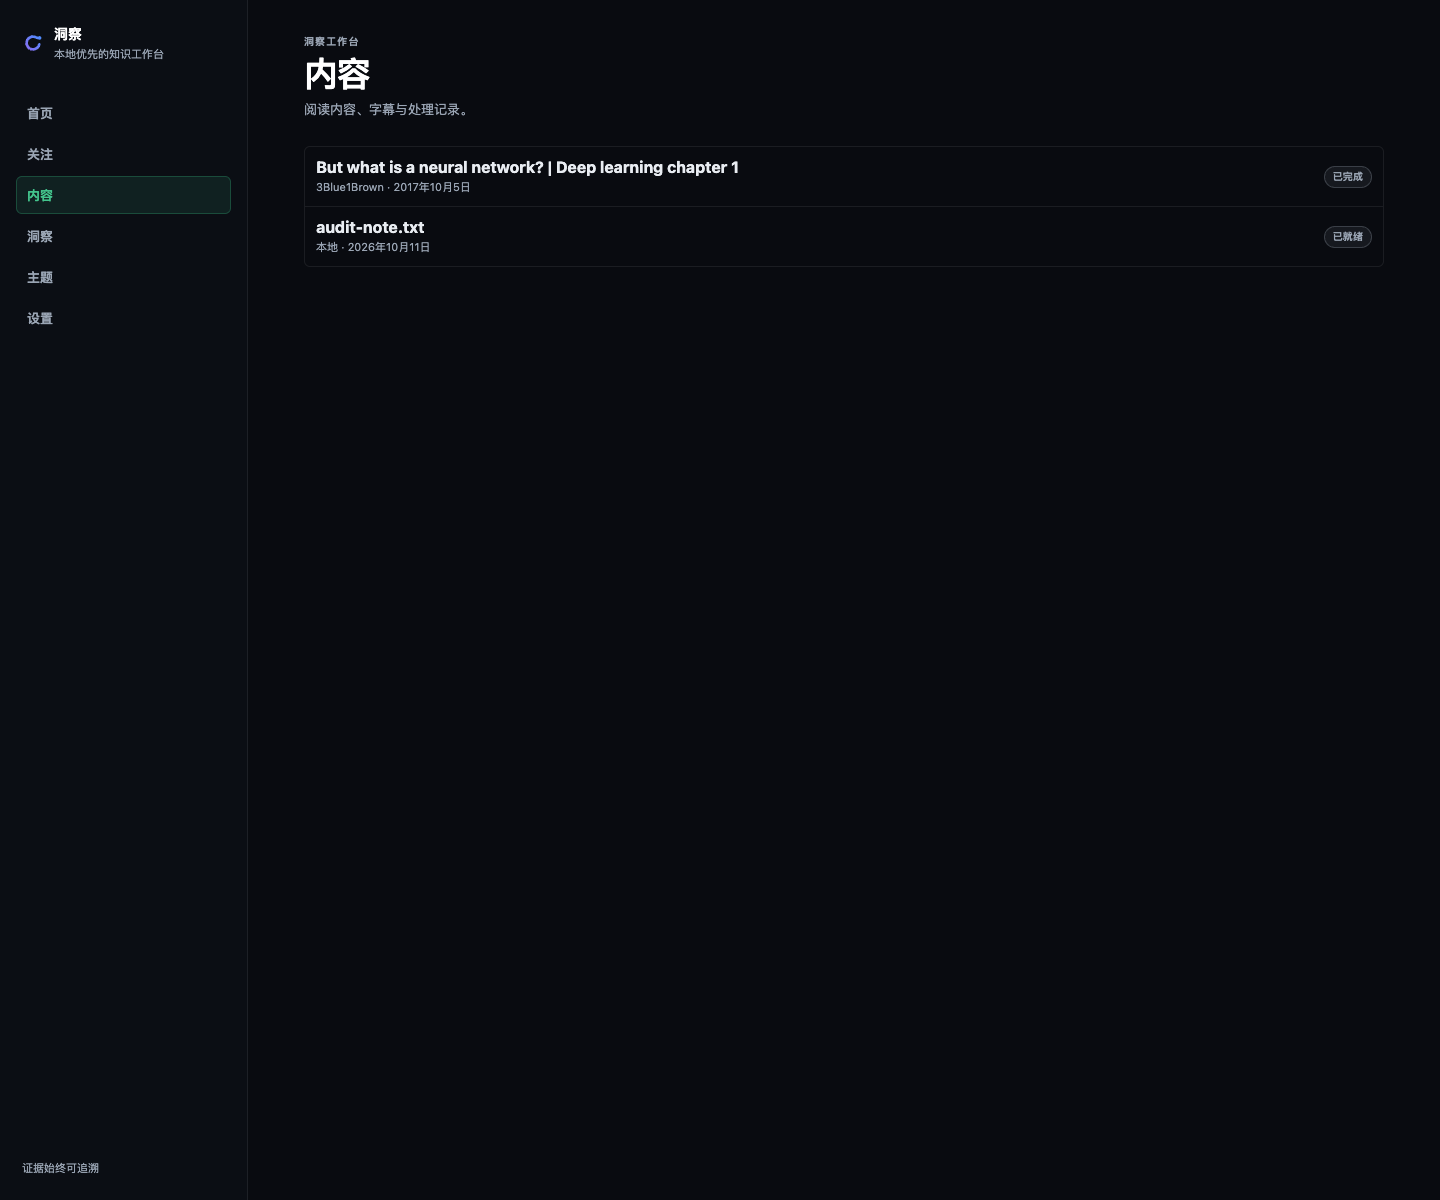 洞察
本地优先的知识工作台
首页
关注
内容
洞察
主题
设置
证据始终可追溯
洞察工作台
内容
阅读内容、字幕与处理记录。
But what is a neural network? | Deep learning chapter 1
3Blue1Brown · 2017年10月5日
已完成
audit-note.txt
本地 · 2026年10月11日
已就绪